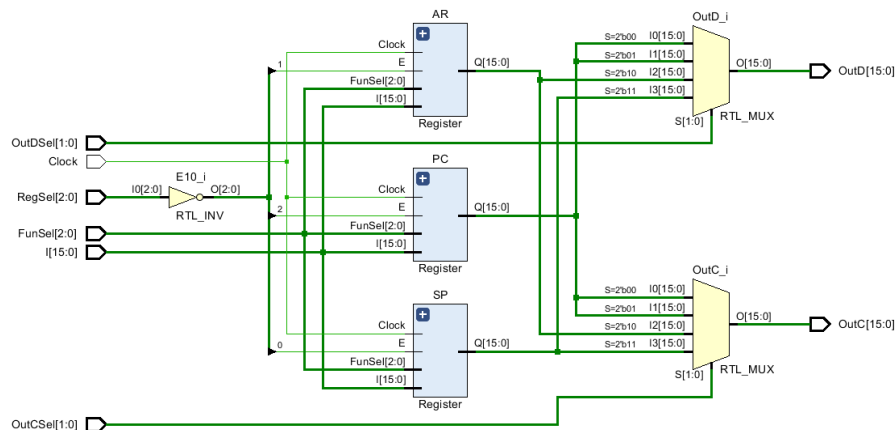 AR
OutD_i
Clock
1
E
FunSel[2:0]
I[15:0]
Q[15:0]
Register
S=2'b00 I0[15:0]
S=2'b01 I1[15:0]
S=2'b10 I2[15:0]
S=2'b11 I3[15:0]
O[15:0]
OutD[15:0]
S[1:0]
RTL_MUX
OutDSel[1:0]
Clock
PC
E10_i
RegSel[2:0]
I0[2:0]
O[2:0]
RTL_INV
Clock
2
E
FunSel[2:0]
I[15:0]
Q[15:0]
Register
FunSel[2:0]
I[15:0]
SP
OutC_i
Clock
0
E
FunSel[2:0]
I[15:0]
Q[15:0]
Register
S=2'b00 I0[15:0]
S=2'b01 I1[15:0]
S=2'b10 I2[15:0]
S=2'b11 I3[15:0]
O[15:0]
OutC[15:0]
S[1:0]
RTL_MUX
OutCSel[1:0]